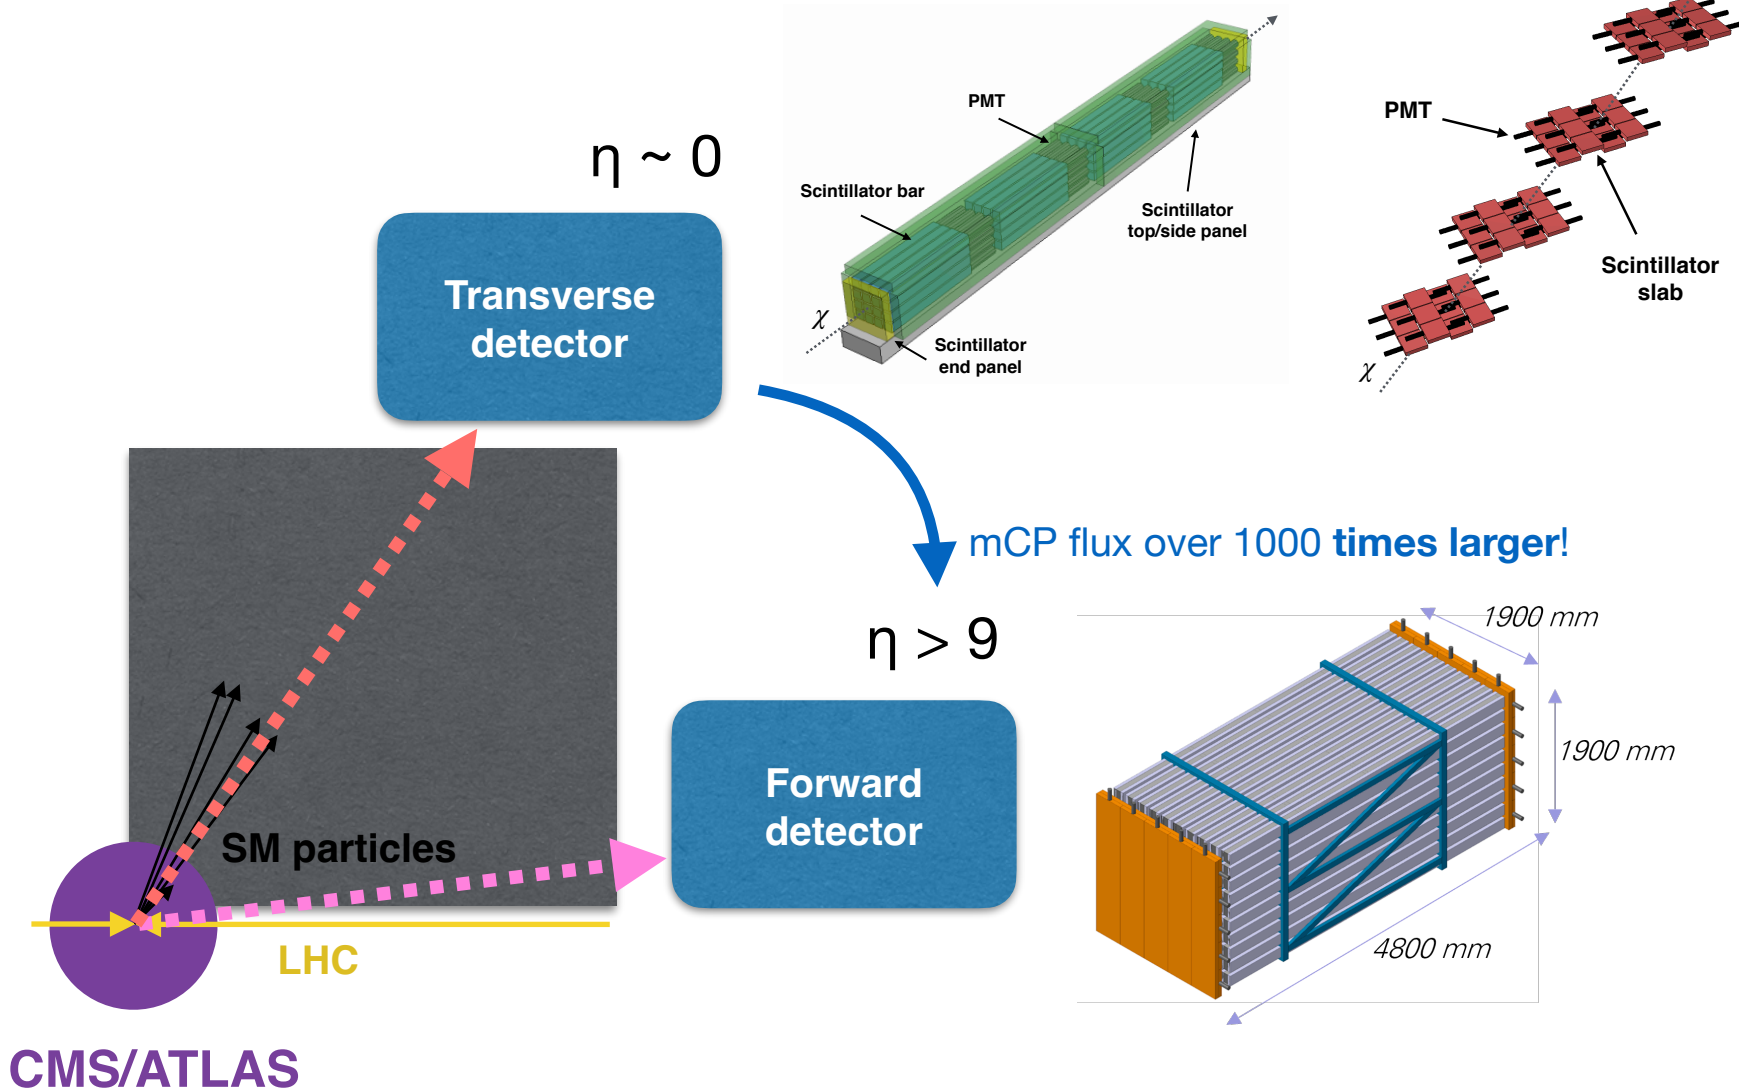 η ~ 0
Transverse
detector
PMT
Scintillator bar
Scintillator
top/side panel
χ
Scintillator
end panel
PMT
Scintillator
slab
χ
mCP flux over 1000 times larger!
η > 9
Forward
detector
1900 mm
1900 mm
4800 mm
SM particles
LHC
CMS/ATLAS